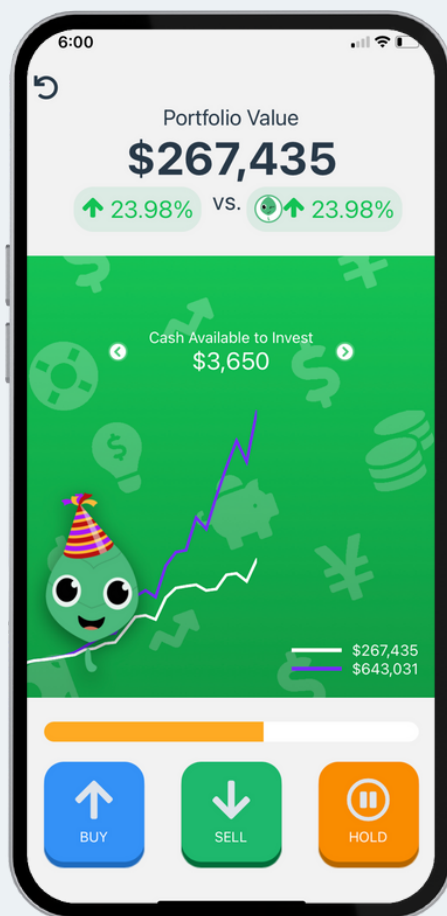 6:00
Portfolio Value
$267,435
23.98% vs. 23.98%
Cash Available to Invest
$3,650
$267,435
$643,031
BUY SELL HOLD